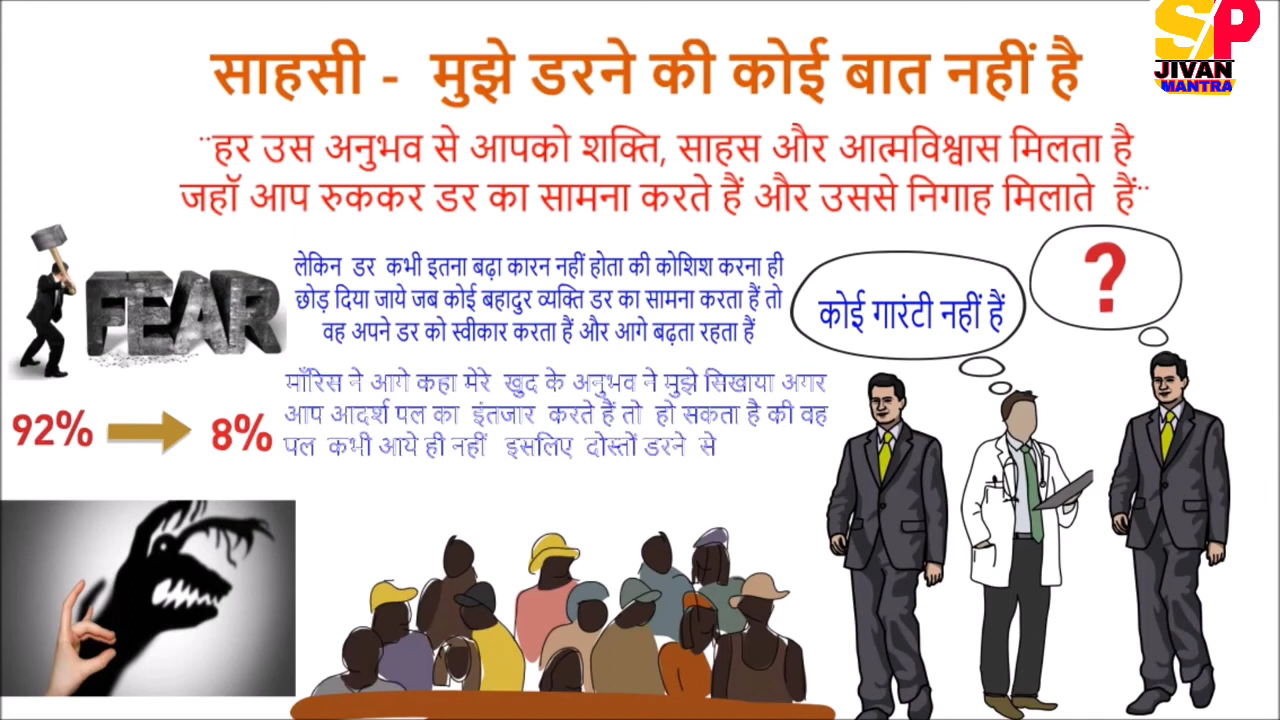 SP
JIVAN
MANTRA
साहसी - मुझे डरने की कोई बात नहीं है
¨हर उस अनुभव से आपको शक्ति, साहस और आत्मविश्वास मिलता है
जहॉ आप रुककर डर का सामना करते हैं और उससे निगाह मिलाते हैं¨
FEAR
लेकिन डर कभी इतना बढ़ा कारन नहीं होता की कोशिश करना ही
छोड़ दिया जाये जब कोई बहादुर व्यक्ति डर का सामना करता हैं तो
वह अपने डर को स्वीकार करता हैं और आगे बढ़ता रहता हैं
कोई गारंटी नहीं हैं
?
मॉरिस ने आगे कहा मेरे खुद के अनुभव ने मुझे सिखाया अगर
आप आदर्श पल का इंतजार करते हैं तो हो सकता है की वह
पल कभी आये ही नहीं इसलिए दोस्तों डरने से
92%
8%